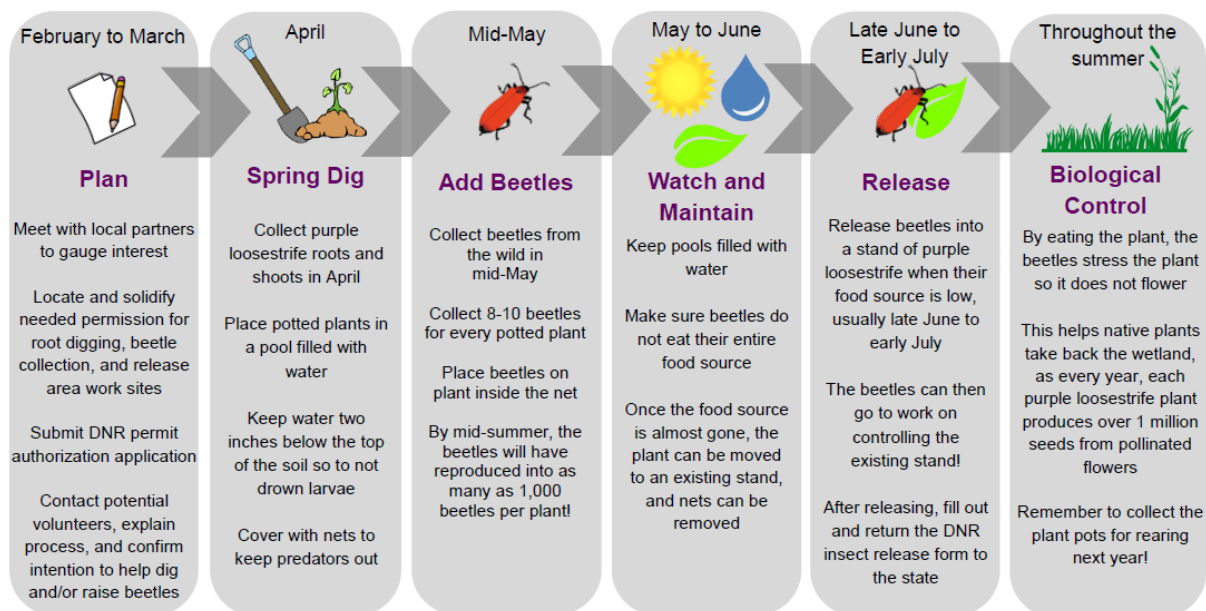 February to March
Plan
Meet with local partners
to gauge interest
Locate and solidify
needed permission for
root digging, beetle
collection, and release
area work sites
Submit DNR permit
authorization application
Contact potential
volunteers, explain
process, and confirm
intention to help dig
and/or raise beetles
April
Spring Dig
Collect purple
loosestrife roots and
shoots in April
Place potted plants in
a pool filled with
water
Keep water two
inches below the top
of the soil so to not
drown larvae
Cover with nets to
keep predators out
Mid-May
Add Beetles
Collect beetles from
the wild in
mid-May
Collect 8-10 beetles
for every potted plant
Place beetles on
plant inside the net
By mid-summer, the
beetles will have
reproduced into as
many as 1,000
beetles per plant!
May to June
Watch and
Maintain
Keep pools filled with
water
Make sure beetles do
not eat their entire
food source
Once the food source
is almost gone, the
plant can be moved
to an existing stand,
and nets can be
removed
Late June to
Early July
Release
Release beetles into
a stand of purple
loosestrife when their
food source is low,
usually late June to
early July
The beetles can then
go to work on
controlling the
existing stand!
After releasing, fill out
and return the DNR
insect release form to
the state
Throughout the
summer
Biological
Control
By eating the plant, the
beetles stress the plant
so it does not flower
This helps native plants
take back the wetland,
as every year, each
purple loosestrife plant
produces over 1 million
seeds from pollinated
flowers
Remember to collect the
plant pots for rearing
next year!